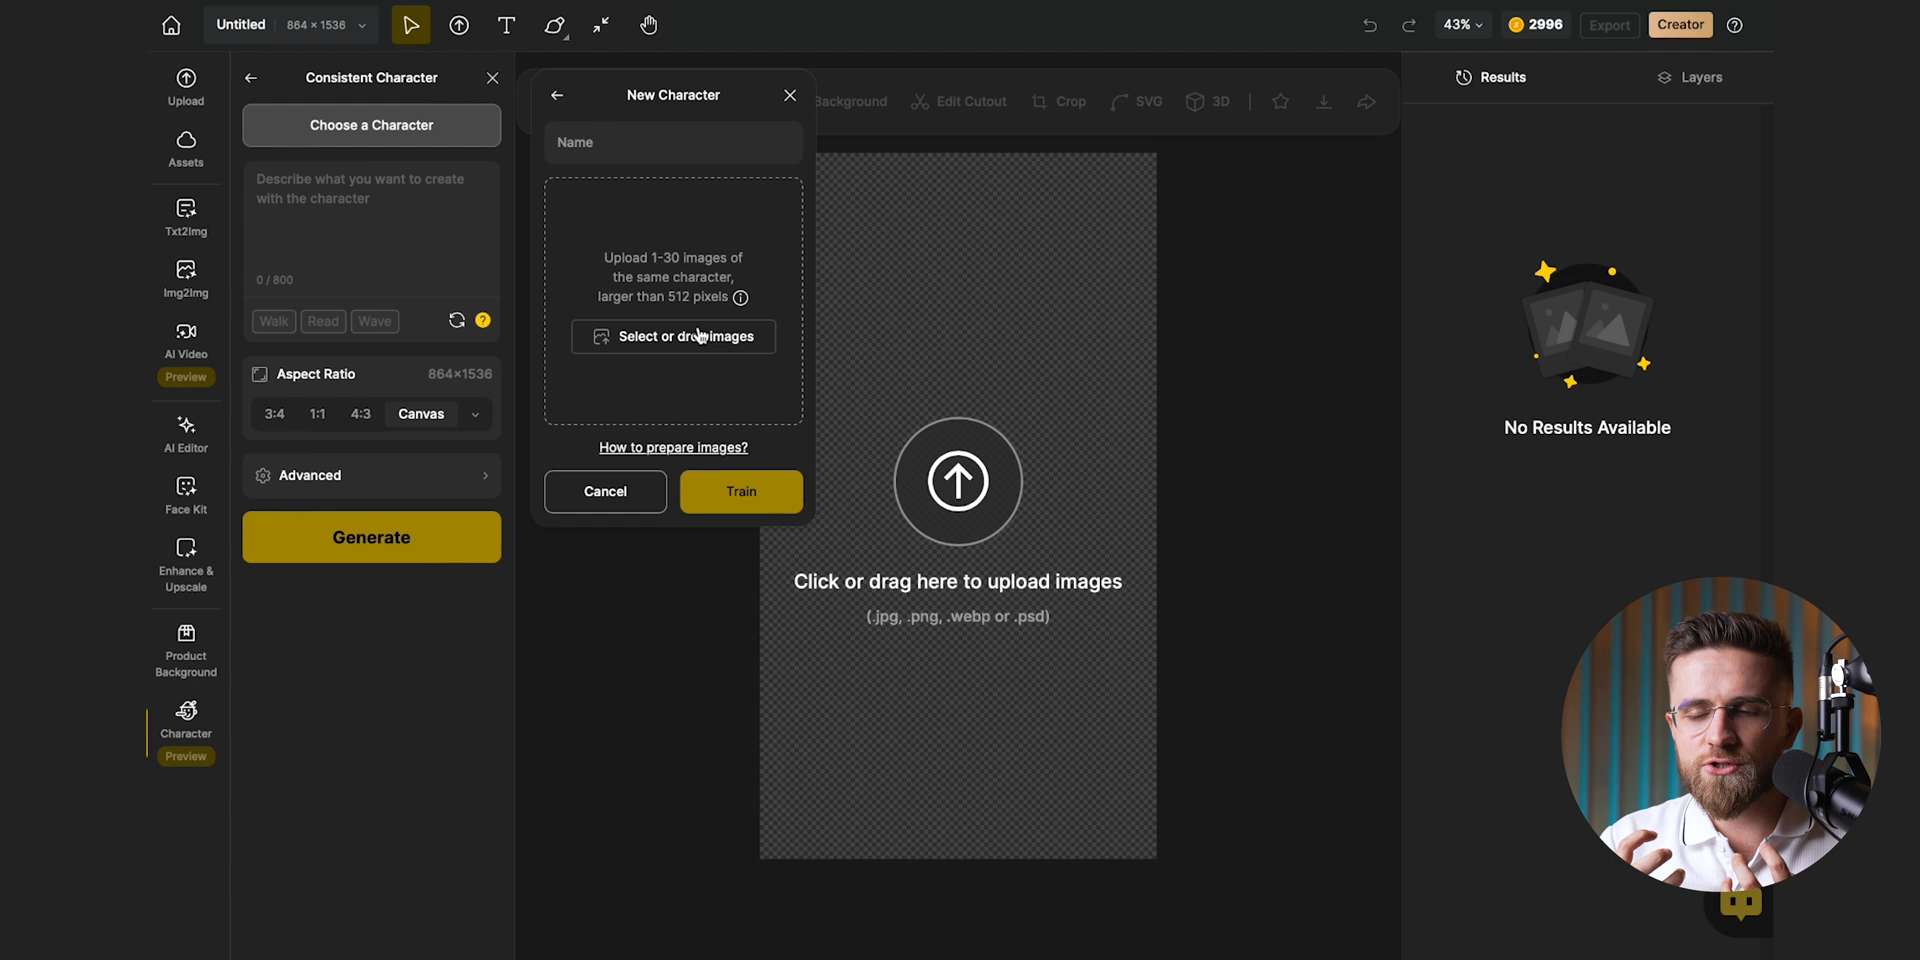 Untitled
864 × 1536
43%
2996
Export
Creator
Upload
Assets
Txt2Img
Img2Img
AI Video
Preview
AI Editor
Face Kit
Enhance &
Upscale
Product
Background
Character
Preview
Consistent Character
Choose a Character
Describe what you want to create
with the character
0 / 800
Walk
Read
Wave
?
Aspect Ratio
864×1536
3:4
1:1
4:3
Canvas
Advanced
Generate
New Character
Name
Upload 1-30 images of
the same character,
larger than 512 pixels
Select or images
How to prepare images?
Cancel
Train
Background
Edit Cutout
Crop
SVG
3D
Click or drag here to upload images
(.jpg, .png, .webp or .psd)
Results
Layers
No Results Available